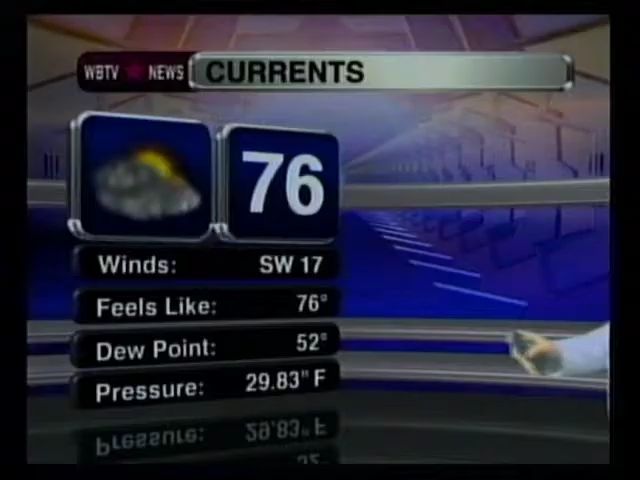 WBTV NEWS CURRENTS
76
Winds: SW 17
Feels Like: 76°
Dew Point: 52°
Pressure: 29.83" F